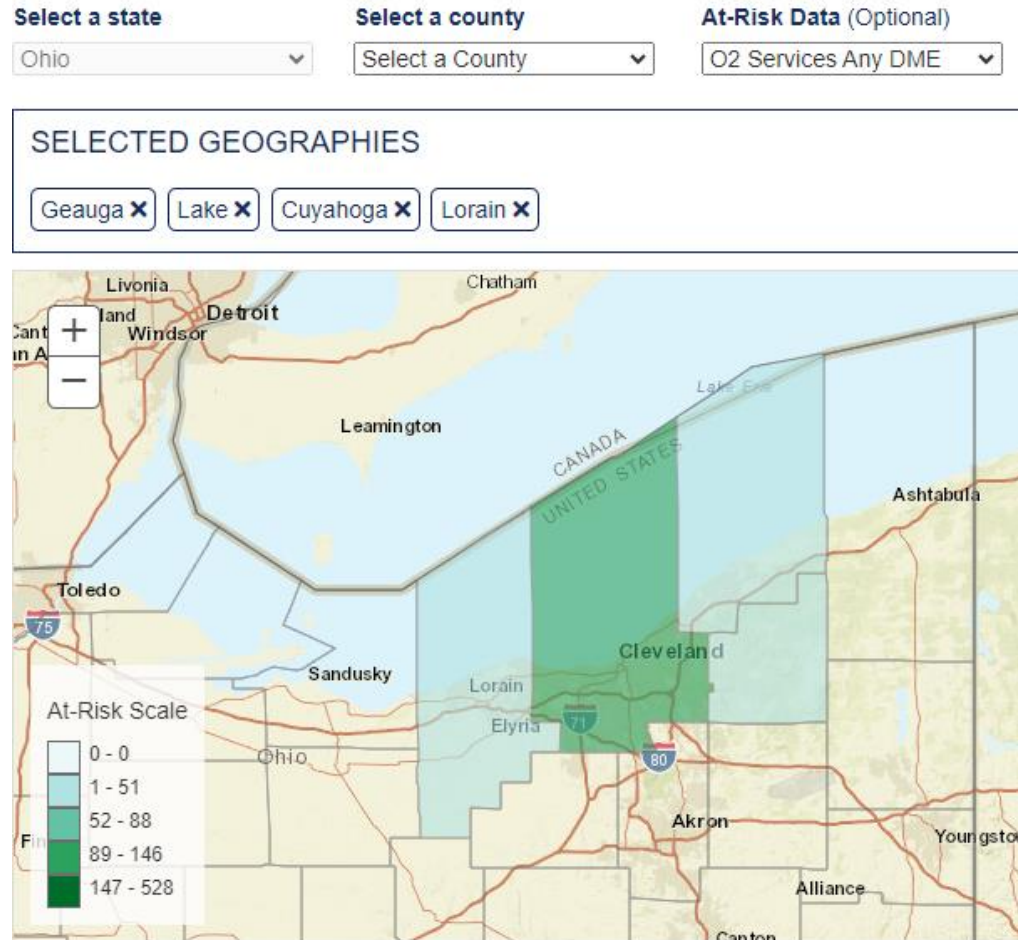 Select a state
Select a county
At-Risk Data (Optional)
Ohio
Select a County
O2 Services Any DME
SELECTED GEOGRAPHIES
Geauga ×
Lake ×
Cuyahoga ×
Lorain ×
Livonia
Chatham
land
Detroit
Cant
Windsor
nn A
+
−
Lake Erie
Leamington
CANADA
UNITED STATES
Ashtabula
Toledo
75
Cleveland
Sandusky
Lorain
At-Risk Scale
Elyria
71
0 - 0
Ohio
80
1 - 51
52 - 88
Akron
F n
89 - 146
Youngsto
147 - 528
Alliance
Canton